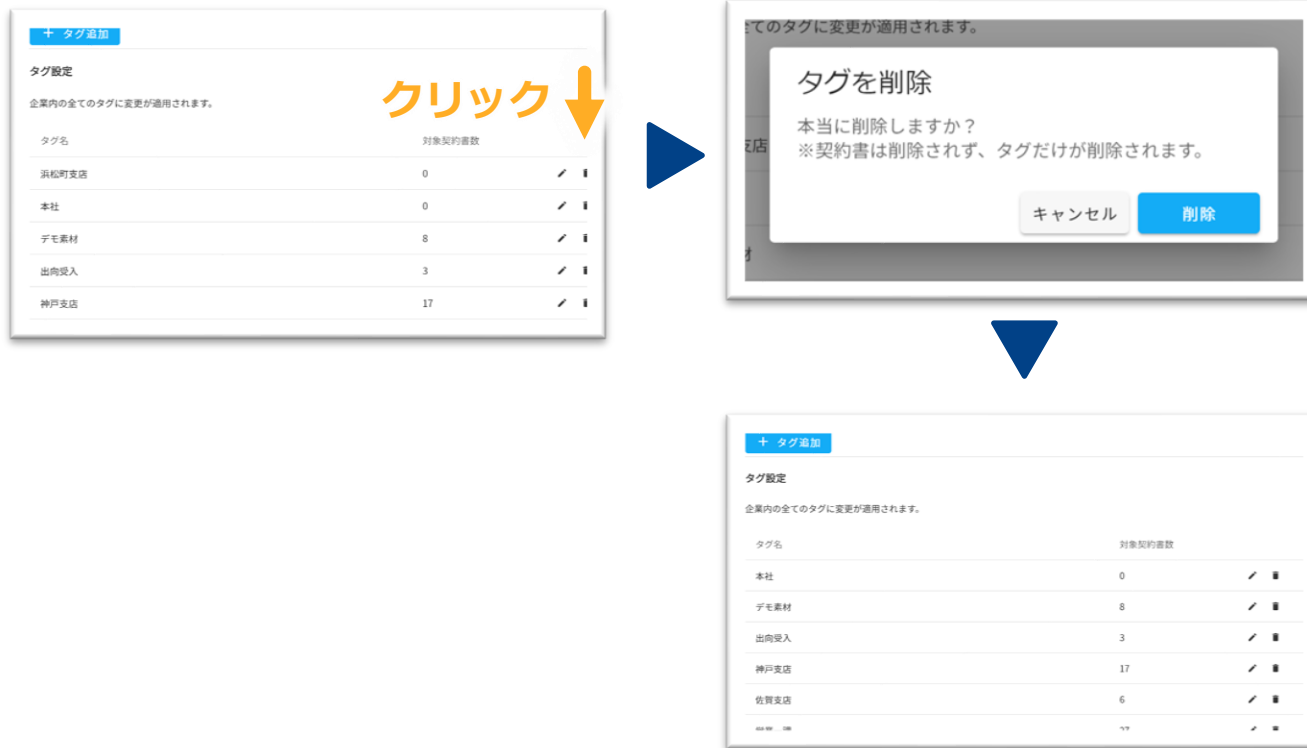 ＋ タグ追加
タグ設定
企業内の全てのタグに変更が適用されます。
クリック
タグ名 対象契約書数
浜松町支店 0
本社 0
デモ素材 8
出向受入 3
神戸支店 17
全てのタグに変更が適用されます。
支店
タグを削除
本当に削除しますか？
※契約書は削除されず、タグだけが削除されます。
キャンセル 削除
＋ タグ追加
タグ設定
企業内の全てのタグに変更が適用されます。
タグ名 対象契約書数
本社 0
デモ素材 8
出向受入 3
神戸支店 17
佐賀支店 6